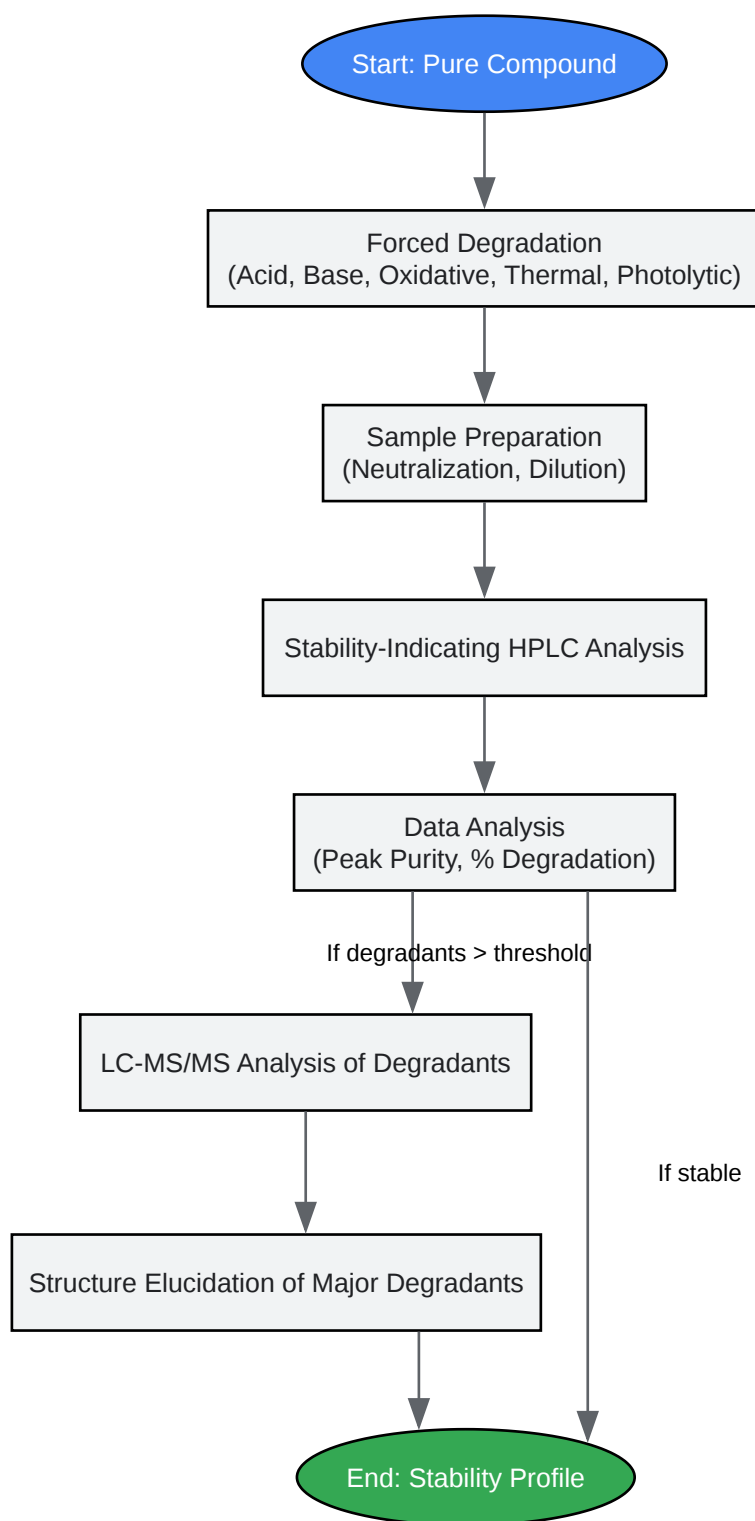 Start: Pure Compound
Forced Degradation
(Acid, Base, Oxidative, Thermal, Photolytic)
Sample Preparation
(Neutralization, Dilution)
Stability-Indicating HPLC Analysis
Data Analysis
(Peak Purity, % Degradation)
If degradants > threshold
LC-MS/MS Analysis of Degradants
If stable
Structure Elucidation of Major Degradants
End: Stability Profile